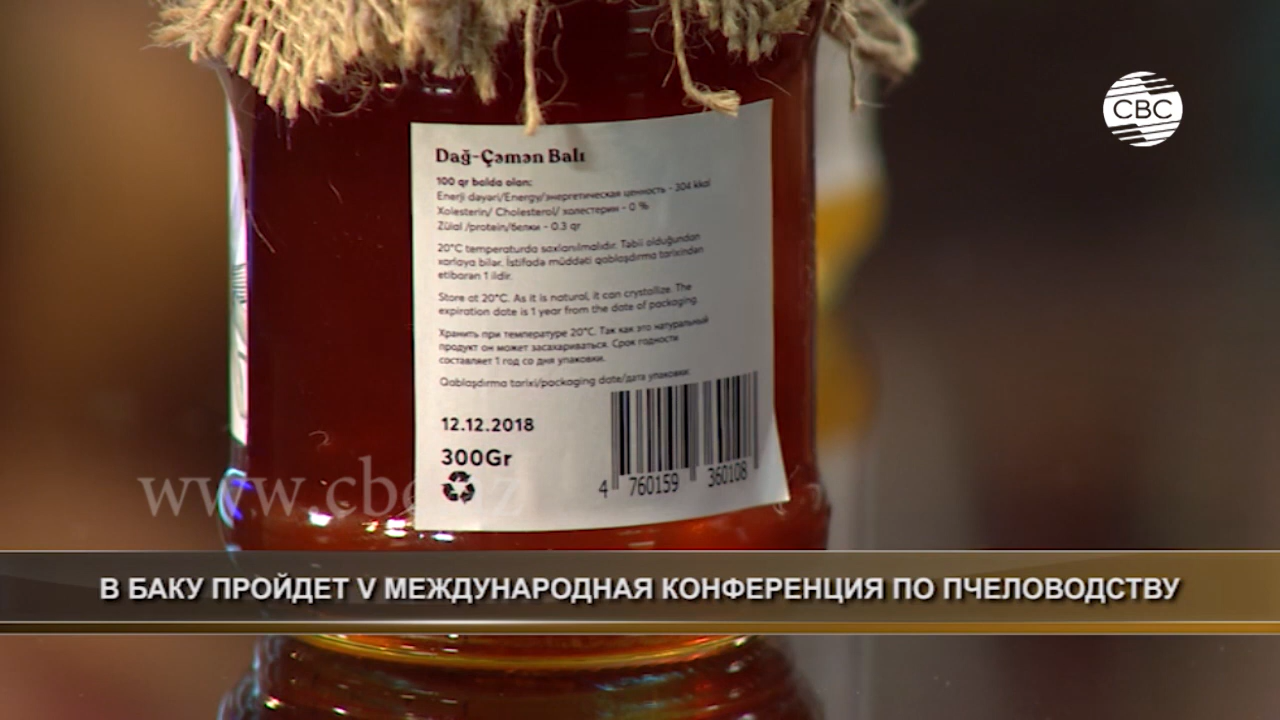 CBC
Dağ-Çəmən Balı
100 qr balda olan:
Enerji dəyəri/Energy/энергетическая ценность - 304 kkal
Xolesterin/ Cholesterol/ холестерин - 0 %
Zülal /protein/белки - 0.3 qr
20°C temperaturda saxlanılmalıdır. Təbii olduğundan
xarlaya bilər. İstifadə müddəti qablaşdırma tarixindən
etibarən 1 ildir.
Store at 20°C. As it is natural, it can crystallize. The
expiration date is 1 year from the date of packaging.
Хранить при температуре 20°C. Так как это натуральный
продукт он может засахариваться. Срок годности
составляет 1 год со дня упаковки.
Qablaşdırma tarixi/packaging date/дата упаковки:
12.12.2018
300Gr
4 760159 360108
www.cbc.az
В БАКУ ПРОЙДЕТ V МЕЖДУНАРОДНАЯ КОНФЕРЕНЦИЯ ПО ПЧЕЛОВОДСТВУ